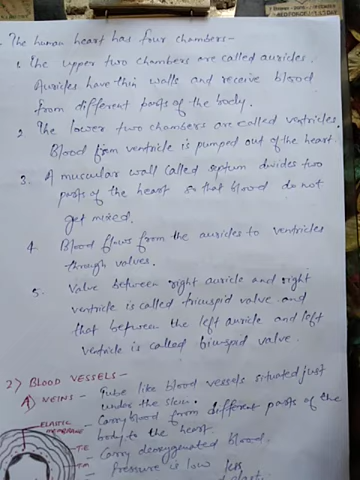 - The human heart has four chambers -
1. The upper two chambers are called auricles.
Auricles have thin walls and receive blood
from different parts of the body.
2. The lower two chambers are called ventricles.
Blood from ventricle is pumped out of the heart.
3. A muscular wall called septum divides two
parts of the heart so that blood do not
get mixed.
4. Blood flows from the auricles to ventricles
through valves.
5. Valve between right auricle and right
ventricle is called tricuspid valve and
that between the left auricle and left
ventricle is called bicuspid valve.
2) BLOOD VESSELS -
1) VEINS - Tube like blood vessels situated just
under the skin.
ELASTIC MEMBRANE
- Carry blood from different parts of the
body to the heart.
T.E
- Carry deoxygenated blood.
T.M
- Pressure is low less